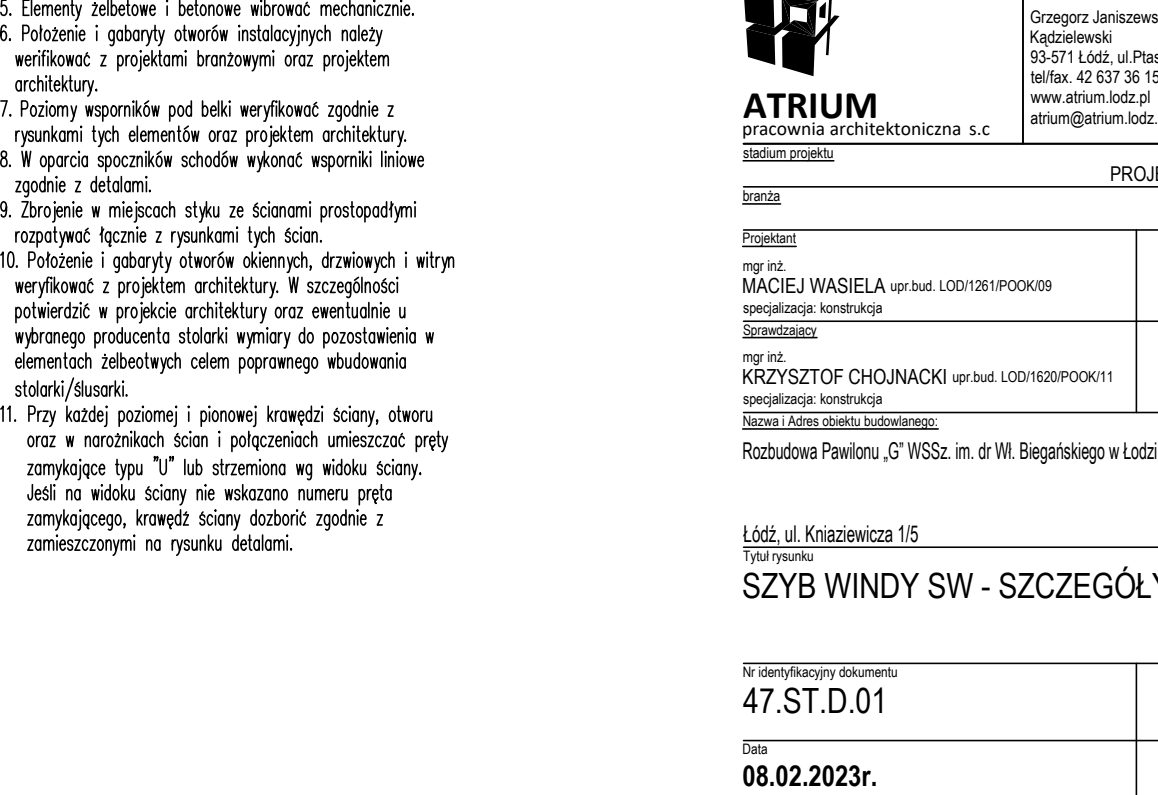 5. Elementy żelbetowe i betonowe wibrować mechanicznie.
6. Położenie i gabaryty otworów instalacyjnych należy
werifikować z projektami branżowymi oraz projektem
architektury.
7. Poziomy wsporników pod belki weryfikować zgodnie z
rysunkami tych elementów oraz projektem architektury.
8. W oparcia spoczników schodów wykonać wsporniki liniowe
zgodnie z detalami.
9. Zbrojenie w miejscach styku ze ścianami prostopadłymi
rozpatywać łącznie z rysunkami tych ścian.
10. Położenie i gabaryty otworów okiennych, drzwiowych i witryn
weryfikować z projektem architektury. W szczególności
potwierdzić w projekcie architektury oraz ewentualnie u
wybranego producenta stolarki wymiary do pozostawienia w
elementach żelbeotwych celem poprawnego wbudowania
stolarki/ślusarki.
11. Przy każdej poziomej i pionowej krawędzi ściany, otworu
oraz w narożnikach ścian i połączeniach umieszczać pręty
zamykające typu "U" lub strzemiona wg widoku ściany.
Jeśli na widoku ściany nie wskazano numeru pręta
zamykającego, krawędź ściany dozborić zgodnie z
zamieszczonymi na rysunku detalami.
ATRIUM
pracownia architektoniczna s.c
Grzegorz Janiszews
Kądzielewski
93-571 Łódź, ul.Ptas
tel/fax. 42 637 36 15
www.atrium.lodz.pl
atrium@atrium.lodz.
stadium projektu
PROJE
branża
Projektant
mgr inż.
MACIEJ WASIELA upr.bud. LOD/1261/POOK/09
specjalizacja: konstrukcja
Sprawdzający
mgr inż.
KRZYSZTOF CHOJNACKI upr.bud. LOD/1620/POOK/11
specjalizacja: konstrukcja
Nazwa i Adres obiektu budowlanego:
Rozbudowa Pawilonu „G" WSSz. im. dr Wł. Biegańskiego w Łodzi
Łódź, ul. Kniaziewicza 1/5
Tytuł rysunku
SZYB WINDY SW - SZCZEGÓŁY
Nr identyfikacyjny dokumentu
47.ST.D.01
Data
08.02.2023r.